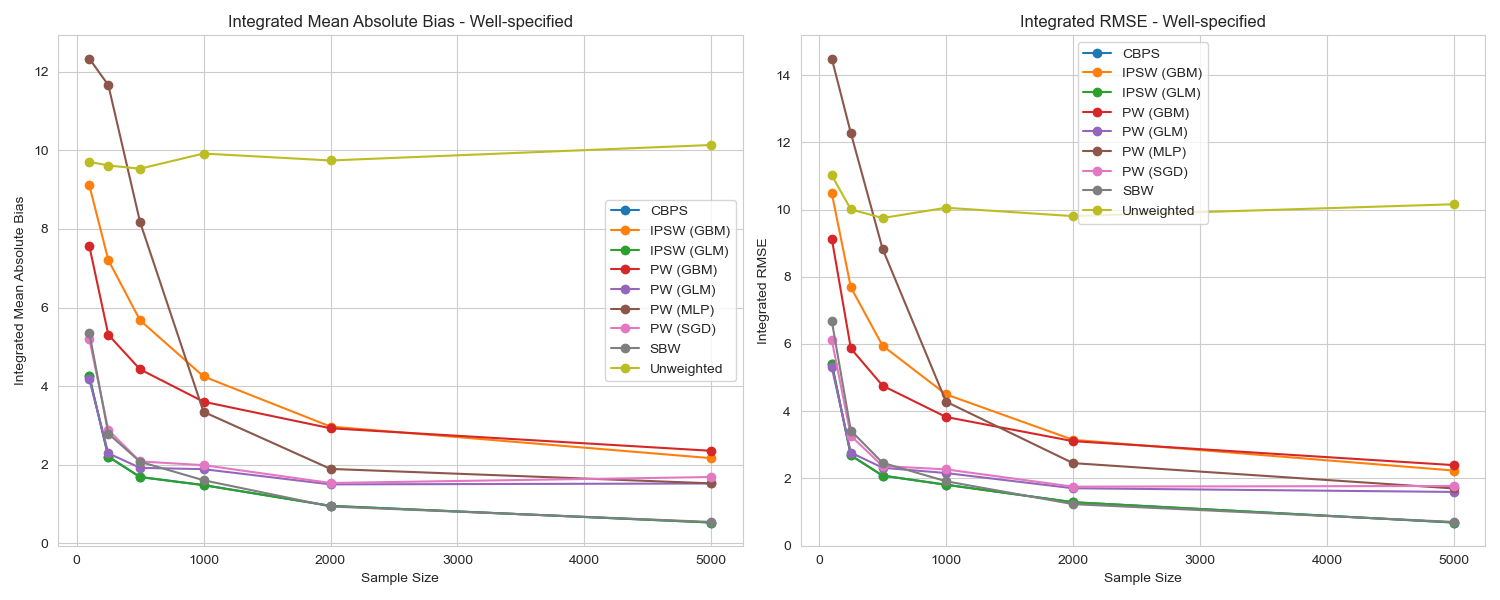 Integrated Mean Absolute Bias - Well-specified
Integrated Mean Absolute Bias
12
10
8
6
4
2
0
0
1000
2000
3000
4000
5000
Sample Size
CBPS
IPSW (GBM)
IPSW (GLM)
PW (GBM)
PW (GLM)
PW (MLP)
PW (SGD)
SBW
Unweighted
Integrated RMSE - Well-specified
Integrated RMSE
14
12
10
8
6
4
2
0
0
1000
2000
3000
4000
5000
Sample Size
CBPS
IPSW (GBM)
IPSW (GLM)
PW (GBM)
PW (GLM)
PW (MLP)
PW (SGD)
SBW
Unweighted